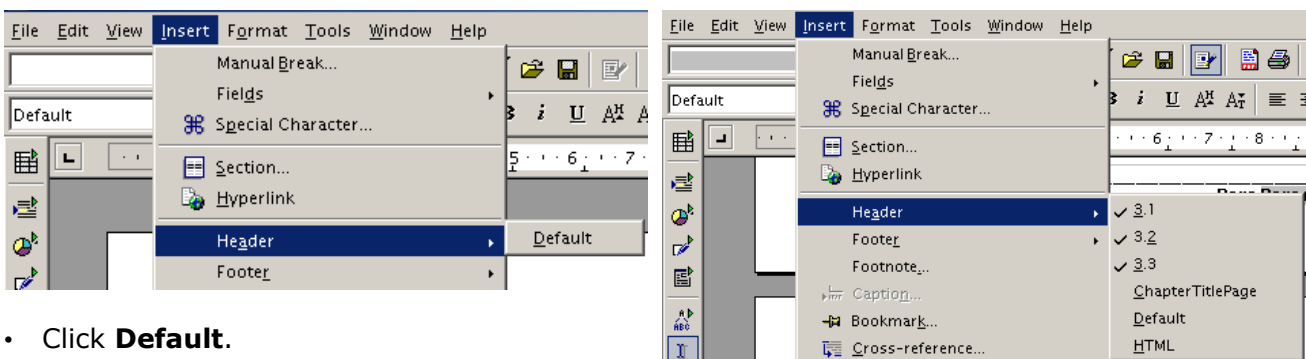 File Edit View Insert Format Tools Window Help
Manual Break...
Fields
Default
Special Character...
Section...
Hyperlink
Header
Default
Footer
• Click Default.
File Edit View Insert Format Tools Window Help
Manual Break...
Fields
Default
Special Character...
Section...
Hyperlink
Header
Footer
Footnote...
Caption...
Bookmark...
Cross-reference...
3.1
3.2
3.3
ChapterTitlePage
Default
HTML